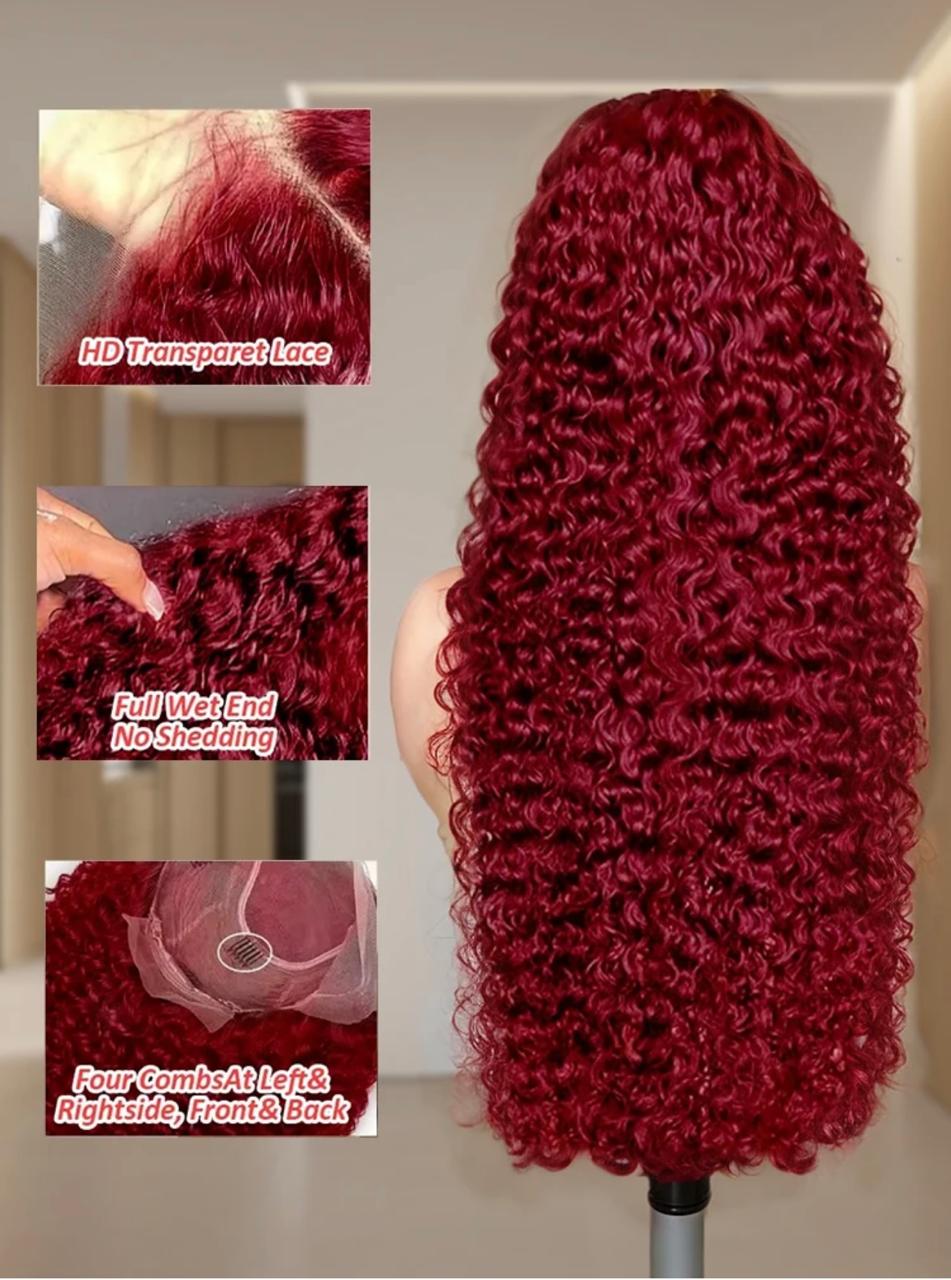 HD Transparet Lace
Full Wet End
No Shedding
Four CombsAt Left&
Rightside, Front& Back